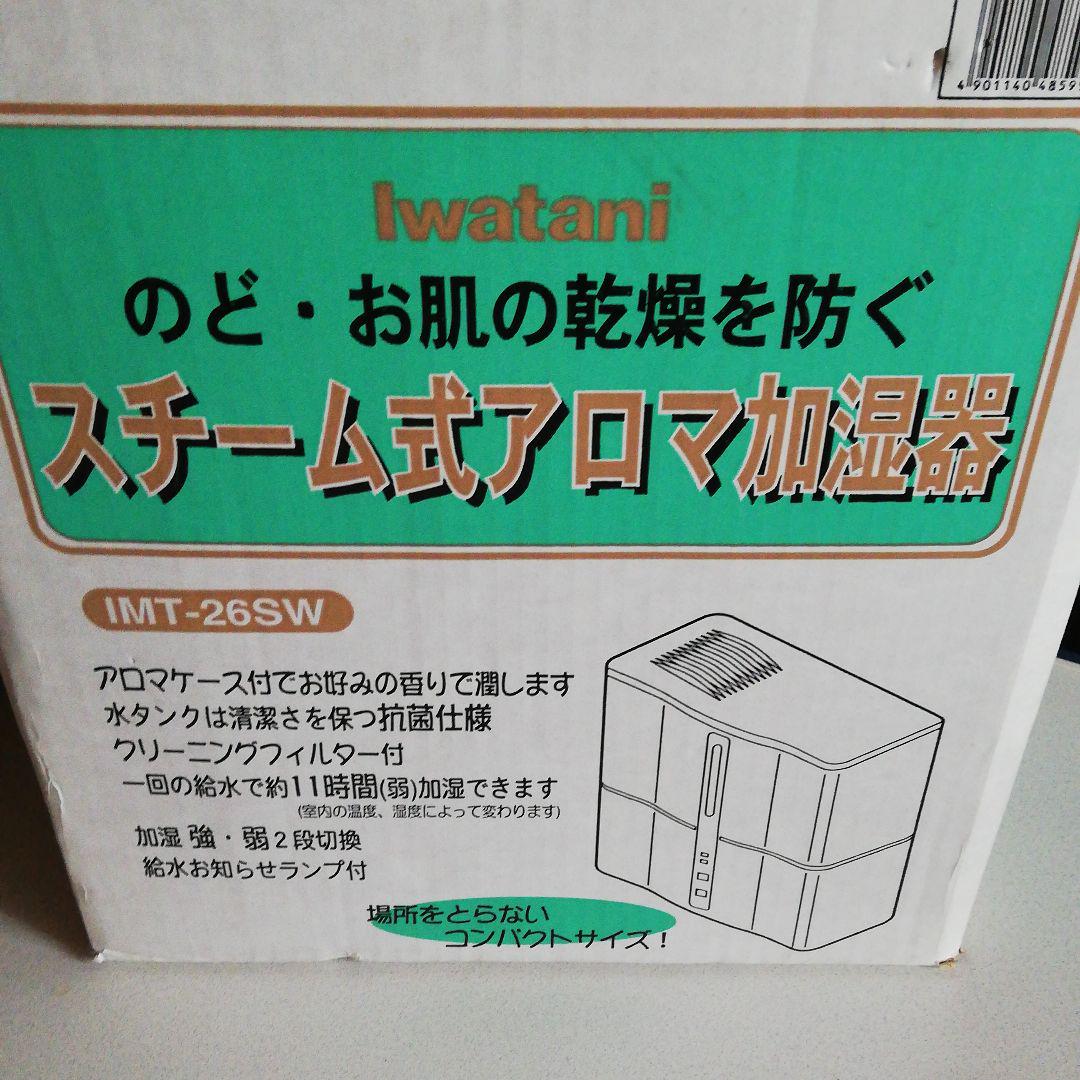 4 901140 4859
Iwatani
のど・お肌の乾燥を防ぐ
スチーム式アロマ加湿器
IMT-26SW
アロマケース付でお好みの香りで潤します
水タンクは清潔さを保つ抗菌仕様
クリーニングフィルター付
一回の給水で約11時間(弱)加湿できます
(室内の温度、湿度によって変わります)
加湿 強・弱2段切換
給水お知らせランプ付
場所をとらない
コンパクトサイズ!